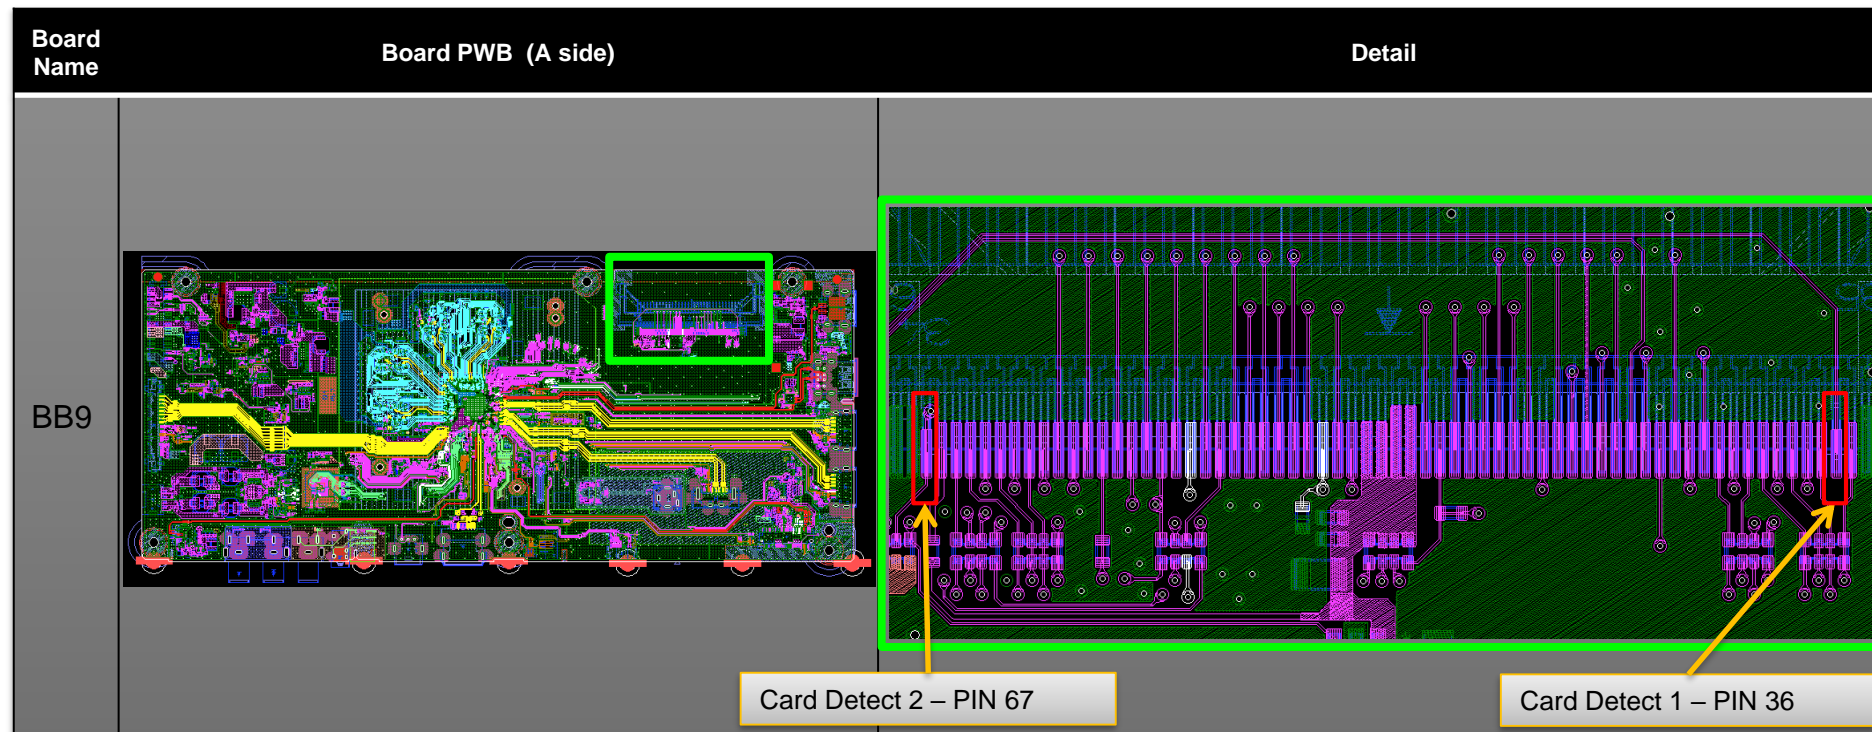 Board
Name
Board PWB  (A side)
Detail
BB9
Card Detect 2 – PIN 67
Card Detect 1 – PIN 36